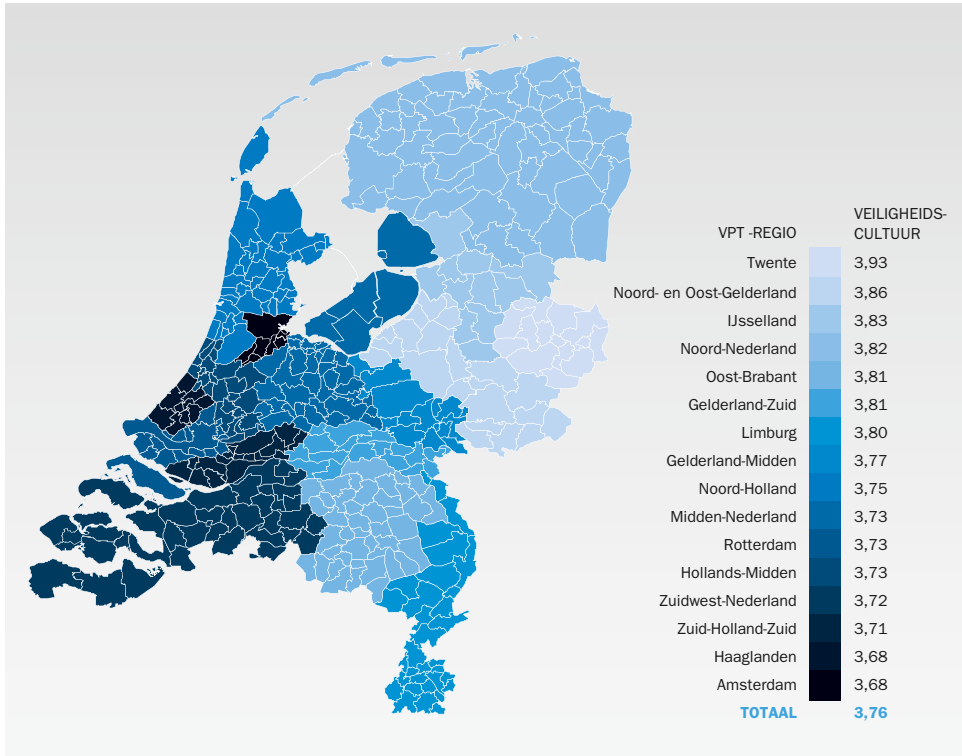 VEILIGHEIDS-
VPT -REGIO CULTUUR
Twente 3,93
Noord- en Oost-Gelderland 3,86
IJsselland 3,83
Noord-Nederland 3,82
Oost-Brabant 3,81
Gelderland-Zuid 3,81
Limburg 3,80
Gelderland-Midden 3,77
Noord-Holland 3,75
Midden-Nederland 3,73
Rotterdam 3,73
Hollands-Midden 3,73
Zuidwest-Nederland 3,72
Zuid-Holland-Zuid 3,71
Haaglanden 3,68
Amsterdam 3,68
TOTAAL 3,76